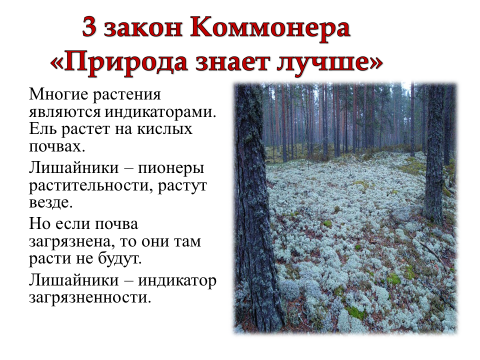 3 закон Коммонера
«Природа знает лучше»
Многие растения
являются индикаторами.
Ель растет на кислых
почвах.
Лишайники – пионеры
растительности, растут
везде.
Но если почва
загрязнена, то они там
расти не будут.
Лишайники – индикатор
загрязненности.